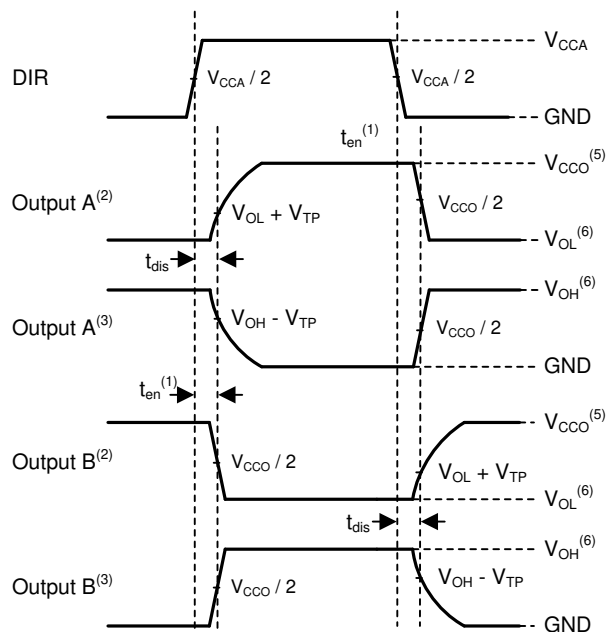 V_CCA
DIR
V_CCA / 2
V_CCA / 2
GND
t_en^(1)
V_CCO^(5)
Output A^(2)
V_OL + V_TP
V_CCO / 2
V_OL^(6)
t_dis
V_OH^(6)
Output A^(3)
V_OH - V_TP
V_CCO / 2
GND
t_en^(1)
V_CCO^(5)
Output B^(2)
V_CCO / 2
V_OL + V_TP
V_OL^(6)
t_dis
V_OH^(6)
Output B^(3)
V_CCO / 2
V_OH - V_TP
GND